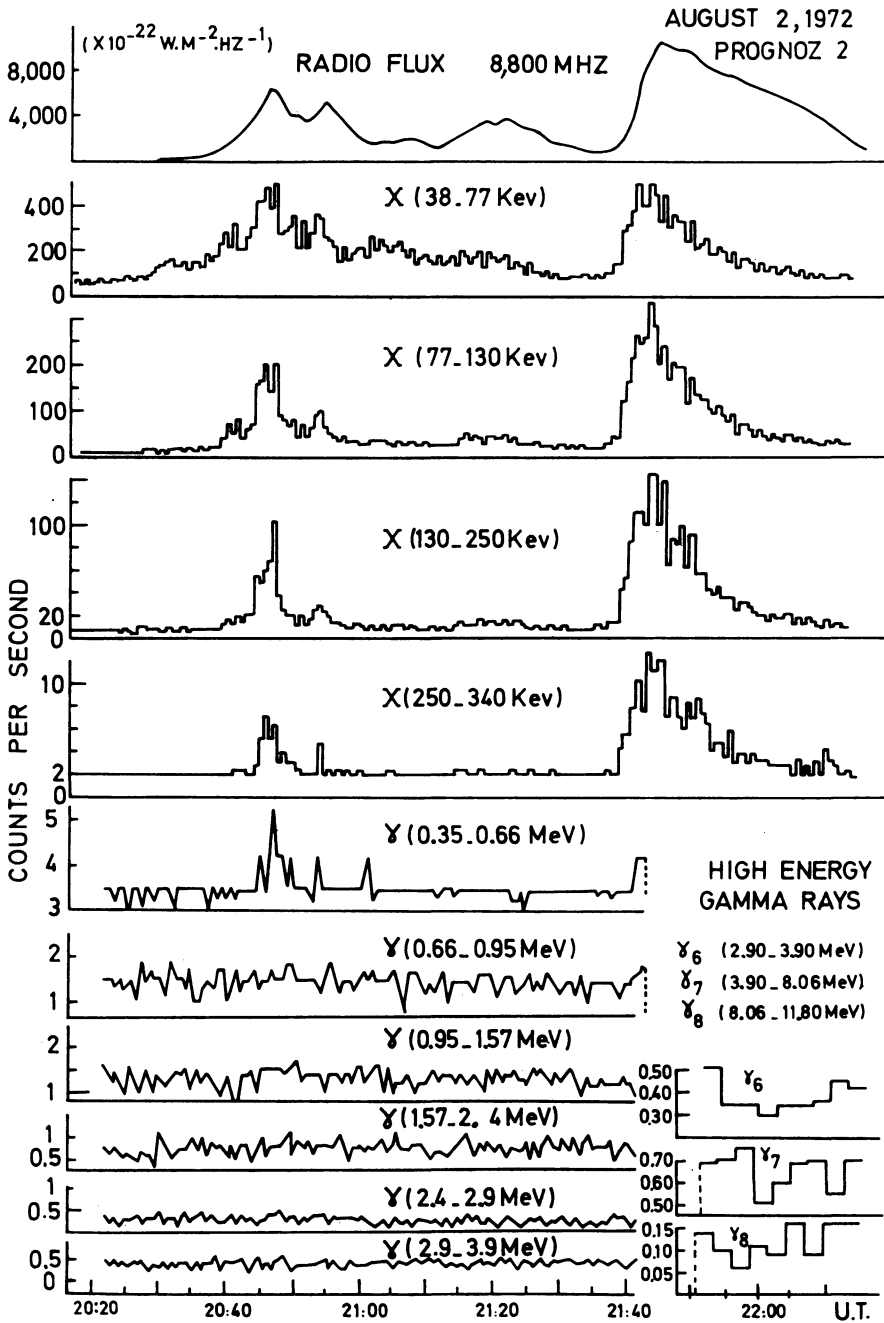 AUGUST 2, 1972
(X10-22 W.M-2.HZ-1)
PROGNOZ 2
RADIO FLUX 8,800 MHZ
8,000
4,000
X (38_77 Kev)
400
200
0
X (77_130 Kev)
200
100
0
X (130_250 Kev)
100
20
0
X (250_340 Kev)
10
2
0
COUNTS PER SECOND
γ (0.35_0.66 MeV)
5
4
3
HIGH ENERGY
GAMMA RAYS
γ (0.66_0.95 MeV)
2
1
γ6 (2.90_3.90 MeV)
γ7 (3.90_8.06 MeV)
γ8 (8.06_11.80 MeV)
γ (0.95_1.57 MeV)
2
1
γ6
0.50
0.40
0.30
γ (1.57_2.4 MeV)
1
0.5
γ7
0.70
0.60
0.50
γ (2.4_2.9 MeV)
1
0.5
γ8
0.15
0.10
0.05
γ (2.9_3.9 MeV)
0.5
0
20:20 20:40 21:00 21:20 21:40 22:00 U.T.